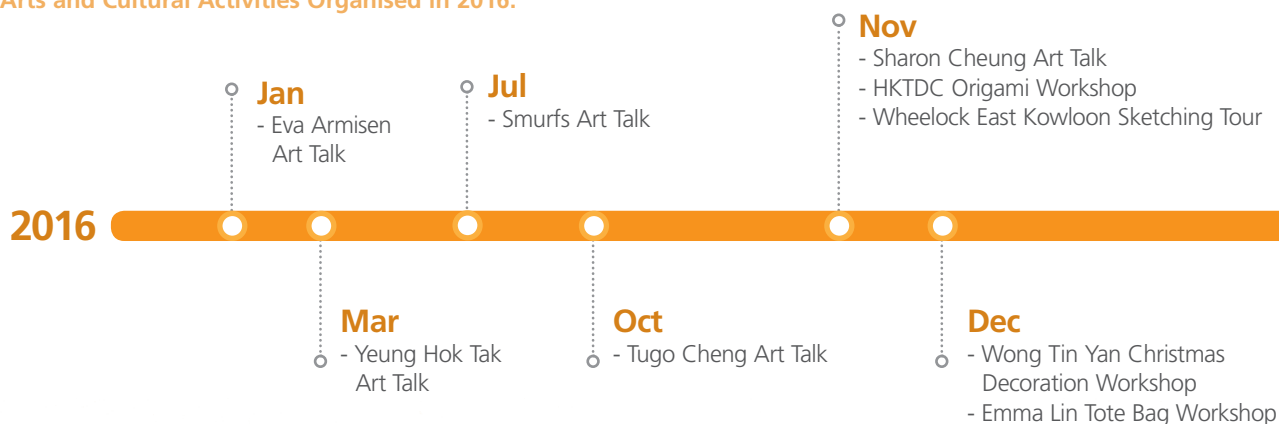 Arts and Cultural Activities Organised in 2016:
Nov
- Sharon Cheung Art Talk
- HKTDC Origami Workshop
- Wheelock East Kowloon Sketching Tour
Jul
- Smurfs Art Talk
Jan
- Eva Armisen
Art Talk
2016
Mar
- Yeung Hok Tak
Art Talk
Oct
- Tugo Cheng Art Talk
Dec
- Wong Tin Yan Christmas
Decoration Workshop
- Emma Lin Tote Bag Workshop